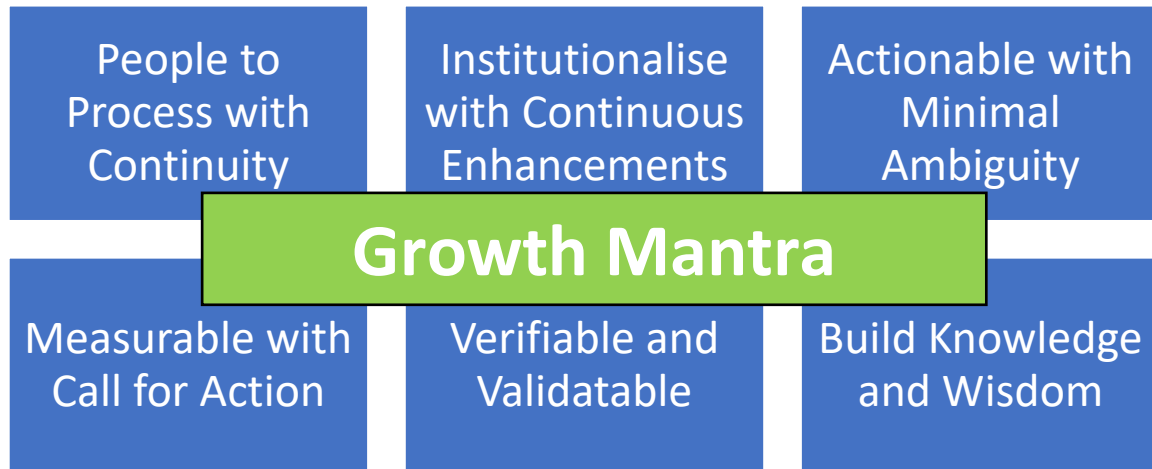 People to
Process with
Continuity
Institutionalise
with Continuous
Enhancements
Actionable with
Minimal
Ambiguity
Growth Mantra
Measurable with
Call for Action
Verifiable and
Validatable
Build Knowledge
and Wisdom